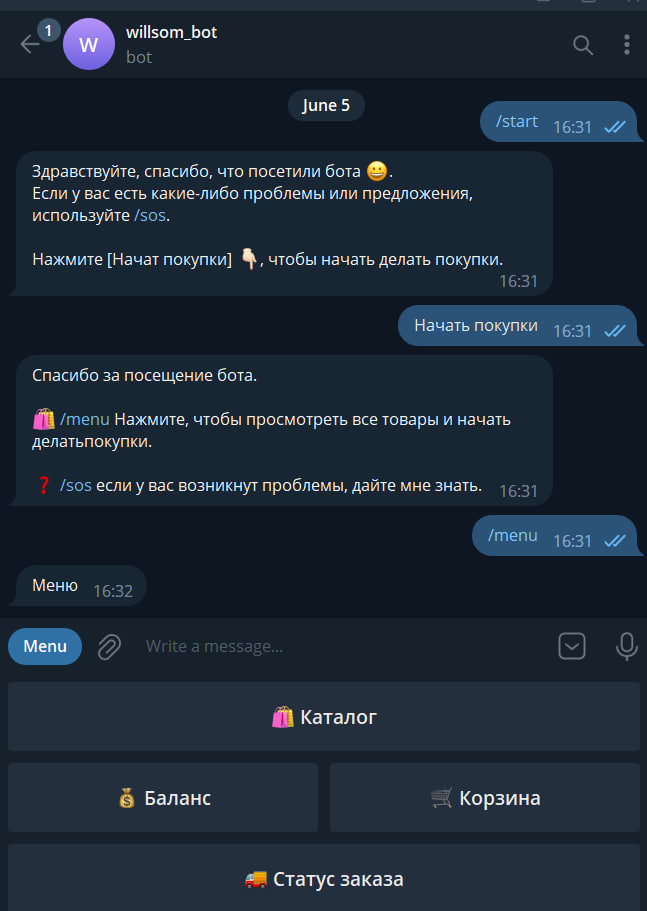 1
W
willsom_bot
bot
June 5
/start 16:31
Здравствуйте, спасибо, что посетили бота 😀.
Если у вас есть какие-либо проблемы или предложения,
используйте /sos.
Нажмите [Начат покупки] 👇🏻, чтобы начать делать покупки.
16:31
Начать покупки 16:31
Спасибо за посещение бота.
🛍 /menu Нажмите, чтобы просмотреть все товары и начать
делатьпокупки.
❓ /sos если у вас возникнут проблемы, дайте мне знать. 16:31
/menu 16:31
Меню 16:32
Menu Write a message...
🛍 Каталог
💰 Баланс
🛒 Корзина
🚚 Статус заказа